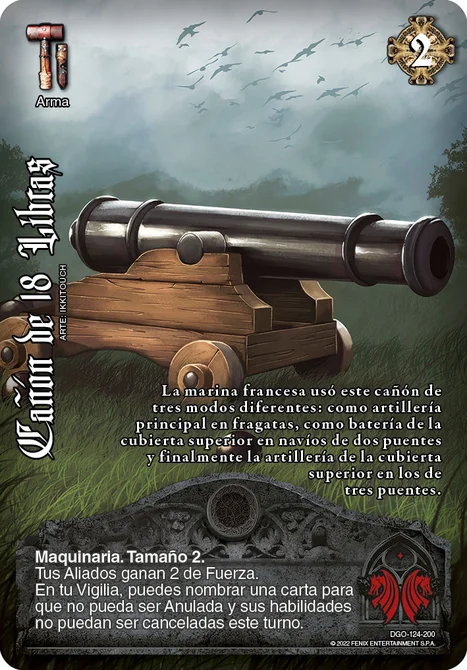 2
Arma
Cañón de 18 Libras
ARTE: IKKITOUCH
La marina francesa usó este cañón de
tres modos diferentes: como artillería
principal en fragatas, como batería de la
cubierta superior en navíos de dos puentes
y finalmente la artillería de la cubierta
superior en los de
tres puentes.
Maquinaria. Tamaño 2.
Tus Aliados ganan 2 de Fuerza.
En tu Vigilia, puedes nombrar una carta para
que no pueda ser Anulada y sus habilidades
no puedan ser canceladas este turno.
DGO-124-200
© 2022 FENIX ENTERTAINMENT S.P.A.